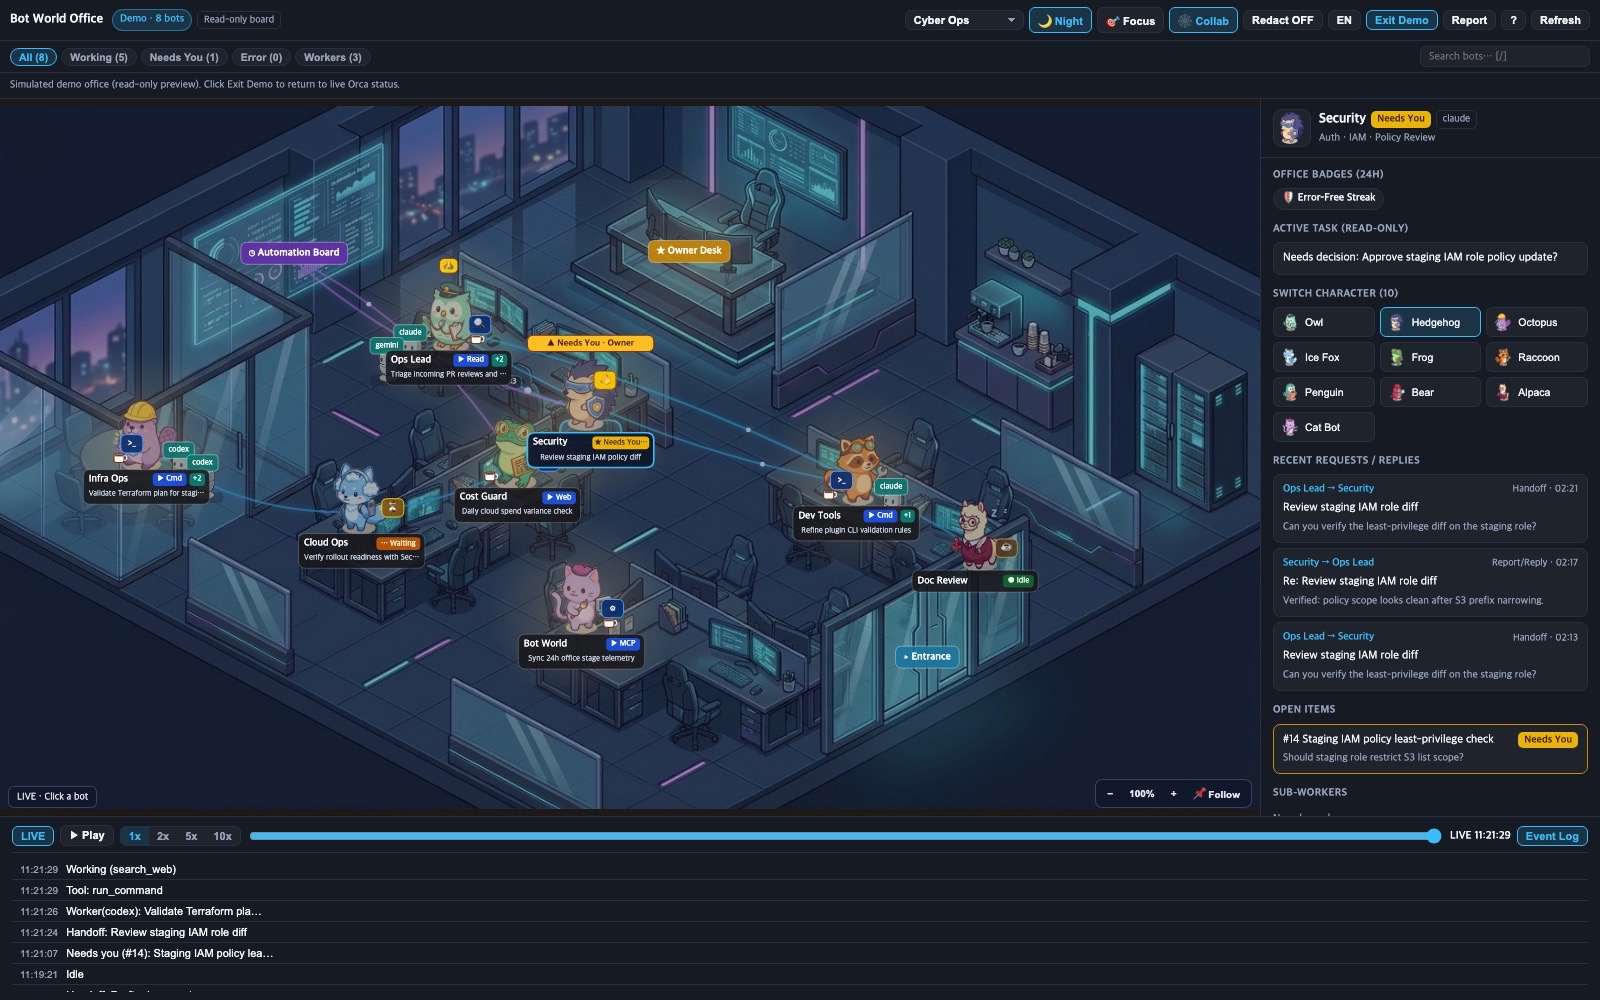 Bot World Office
Demo · 8 bots
Read-only board
Cyber Ops
Night
Focus
Collab
Redact OFF
EN
Exit Demo
Report
?
Refresh
All (8)
Working (5)
Needs You (1)
Error (0)
Workers (3)
Search bots… [/]
Simulated demo office (read-only preview). Click Exit Demo to return to live Orca status.
Automation Board
★ Owner Desk
claude
gemini
Ops Lead
▶ Read
+2
Triage incoming PR reviews and ···
▲ Needs You · Owner
Security
★ Needs You···
Review staging IAM policy diff
>_
codex
codex
Infra Ops
▶ Cmd
+2
Validate Terraform plan for stagi···
Cloud Ops
··· Waiting
Verify rollout readiness with Sec···
Cost Guard
▶ Web
Daily cloud spend variance check
>_
claude
Dev Tools
▶ Cmd
+1
Refine plugin CLI validation rules
Z
Doc Review
● Idle
Bot World
▶ MCP
Sync 24h office stage telemetry
▸ Entrance
LIVE · Click a bot
−
100%
+
Follow
Security
Needs You
claude
Auth · IAM · Policy Review
OFFICE BADGES (24H)
Error-Free Streak
ACTIVE TASK (READ-ONLY)
Needs decision: Approve staging IAM role policy update?
SWITCH CHARACTER (10)
Owl
Hedgehog
Octopus
Ice Fox
Frog
Raccoon
Penguin
Bear
Alpaca
Cat Bot
RECENT REQUESTS / REPLIES
Ops Lead → Security
Handoff · 02:21
Review staging IAM role diff
Can you verify the least-privilege diff on the staging role?
Security → Ops Lead
Report/Reply · 02:17
Re: Review staging IAM role diff
Verified: policy scope looks clean after S3 prefix narrowing.
Ops Lead → Security
Handoff · 02:13
Review staging IAM role diff
Can you verify the least-privilege diff on the staging role?
OPEN ITEMS
#14 Staging IAM policy least-privilege check
Needs You
Should staging role restrict S3 list scope?
SUB-WORKERS
LIVE
▶ Play
1x
2x
5x
10x
LIVE 11:21:29
Event Log
11:21:29 Working (search_web)
11:21:29 Tool: run_command
11:21:26 Worker(codex): Validate Terraform pla…
11:21:24 Handoff: Review staging IAM role diff
11:21:07 Needs you (#14): Staging IAM policy lea…
11:19:21 Idle